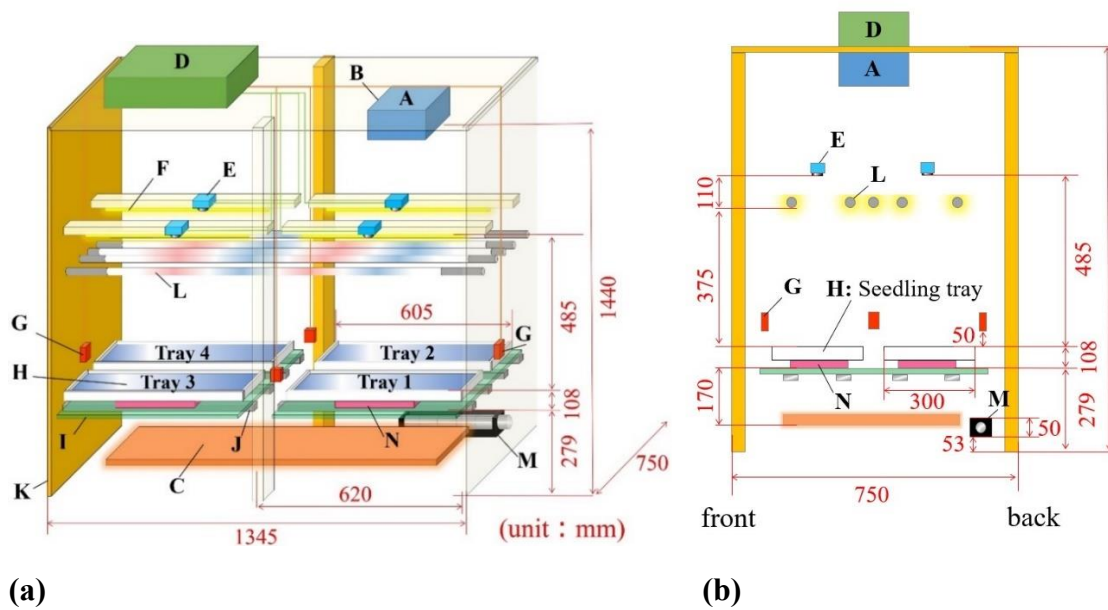 D
B
A
F
E
L
G
605
485
1440
G
Tray 4
Tray 2
H
Tray 3
Tray 1
108
I
J
N
279
M
C
K
750
620
1345
(unit：mm)
(a)
D
A
E
110
L
485
375
G
H: Seedling tray
50
108
170
N
300
M
279
50
53
750
front
back
(b)